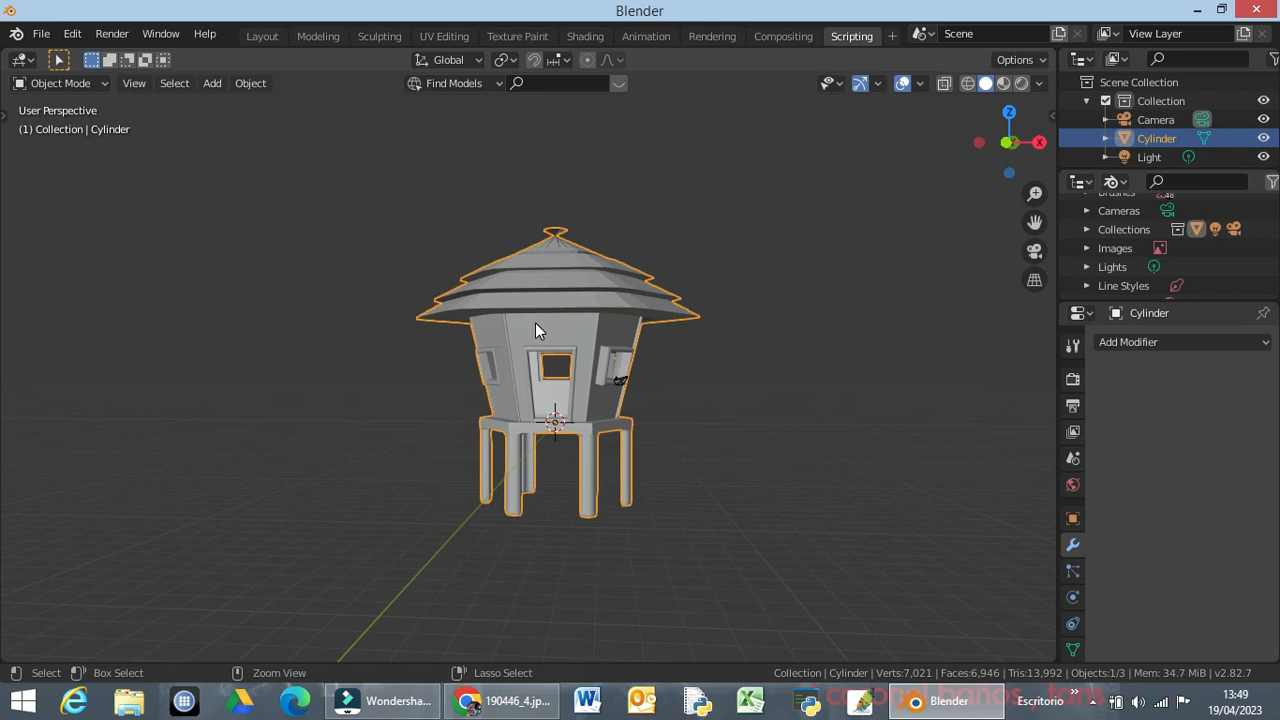 Blender
File Edit Render Window Help
Layout Modeling Sculpting UV Editing Texture Paint Shading Animation Rendering Compositing Scripting +
Scene
View Layer
Global
Options
Object Mode View Select Add Object
Find Models
User Perspective
(1) Collection | Cylinder
Z
X
Scene Collection
Collection
Camera
Cylinder
Light
Brushes
48
Cameras
Collections
Images
Lights
Line Styles
Cylinder
Add Modifier
Select Box Select Zoom View Lasso Select
Collection | Cylinder | Verts:7,021 | Faces:6,946 | Tris:13,992 | Objects:1/3 | Mem: 34.7 MiB | v2.82.7
Wondersha...
190446_4.jp...
Blender
Escritorio
13:49
19/04/2023